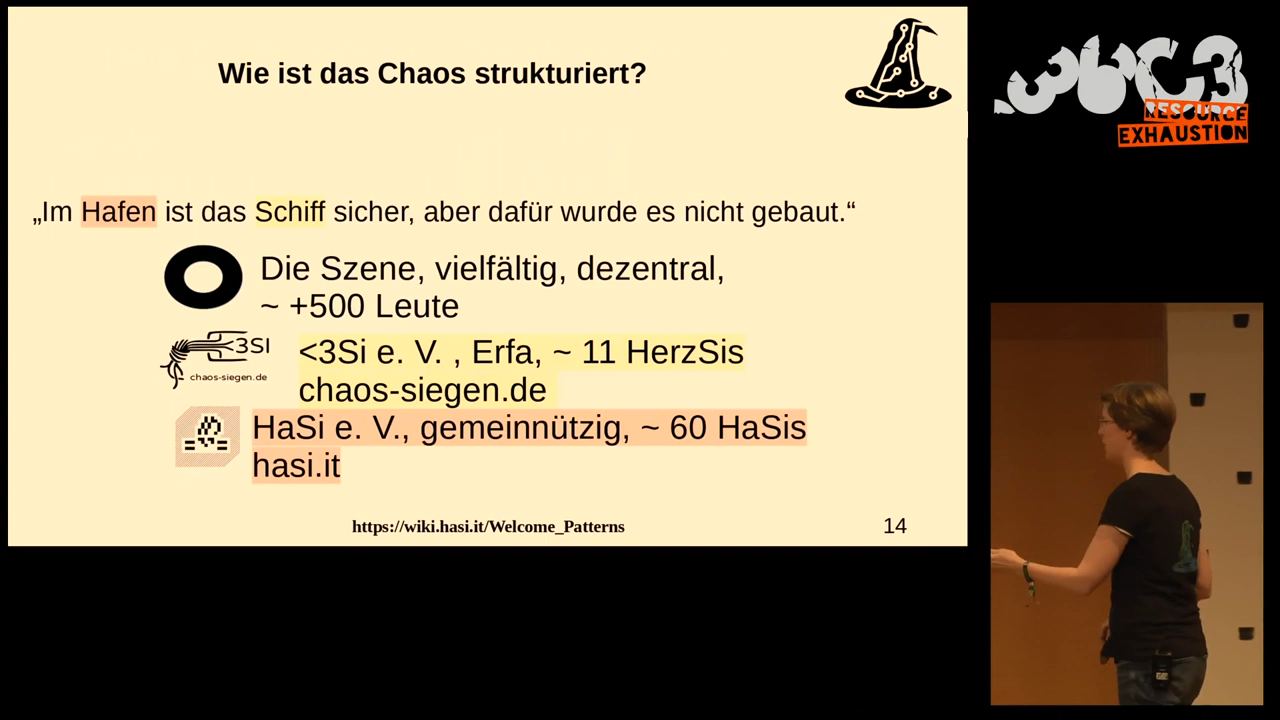 Wie ist das Chaos strukturiert?
36C3
RESOURCE
EXHAUSTION
„Im Hafen ist das Schiff sicher, aber dafür wurde es nicht gebaut.“
Die Szene, vielfältig, dezentral,
~ +500 Leute
<3SI
chaos-siegen.de
<3Si e. V. , Erfa, ~ 11 HerzSis
chaos-siegen.de
HaSi e. V., gemeinnützig, ~ 60 HaSis
hasi.it
https://wiki.hasi.it/Welcome_Patterns
14